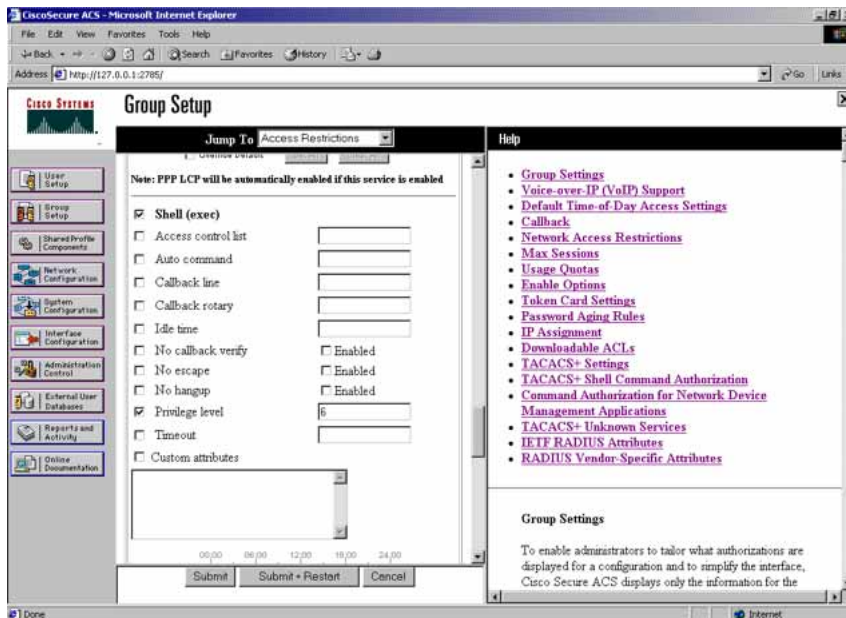 CiscoSecure ACS - Microsoft Internet Explorer
File Edit View Favorites Tools Help
Back Search Favorites History
Address http://127.0.0.1:2785/ Go Links
CISCO SYSTEMS
Group Setup
Jump To Access Restrictions
User Setup
Group Setup
Shared Profile Components
Network Configuration
System Configuration
Interface Configuration
Administration Control
External User Databases
Reports and Activity
Online Documentation
Note: PPP LCP will be automatically enabled if this service is enabled
Shell (exec)
Access control list
Auto command
Callback line
Callback rotary
Idle time
No callback verify Enabled
No escape Enabled
No hangup Enabled
Privilege level 6
Timeout
Custom attributes
00;00 06;00 12;00 18;00 24;00
Submit Submit + Restart Cancel
Help
Group Settings
Voice-over-IP (VoIP) Support
Default Time-of-Day Access Settings
Callback
Network Access Restrictions
Max Sessions
Usage Quotas
Enable Options
Token Card Settings
Password Aging Rules
IP Assignment
Downloadable ACLs
TACACS+ Settings
TACACS+ Shell Command Authorization
Command Authorization for Network Device
Management Applications
TACACS+ Unknown Services
IETF RADIUS Attributes
RADIUS Vendor-Specific Attributes
Group Settings
To enable administrators to tailor what authorizations are
displayed for a configuration and to simplify the interface,
Cisco Secure ACS displays only the information for the
Done Internet